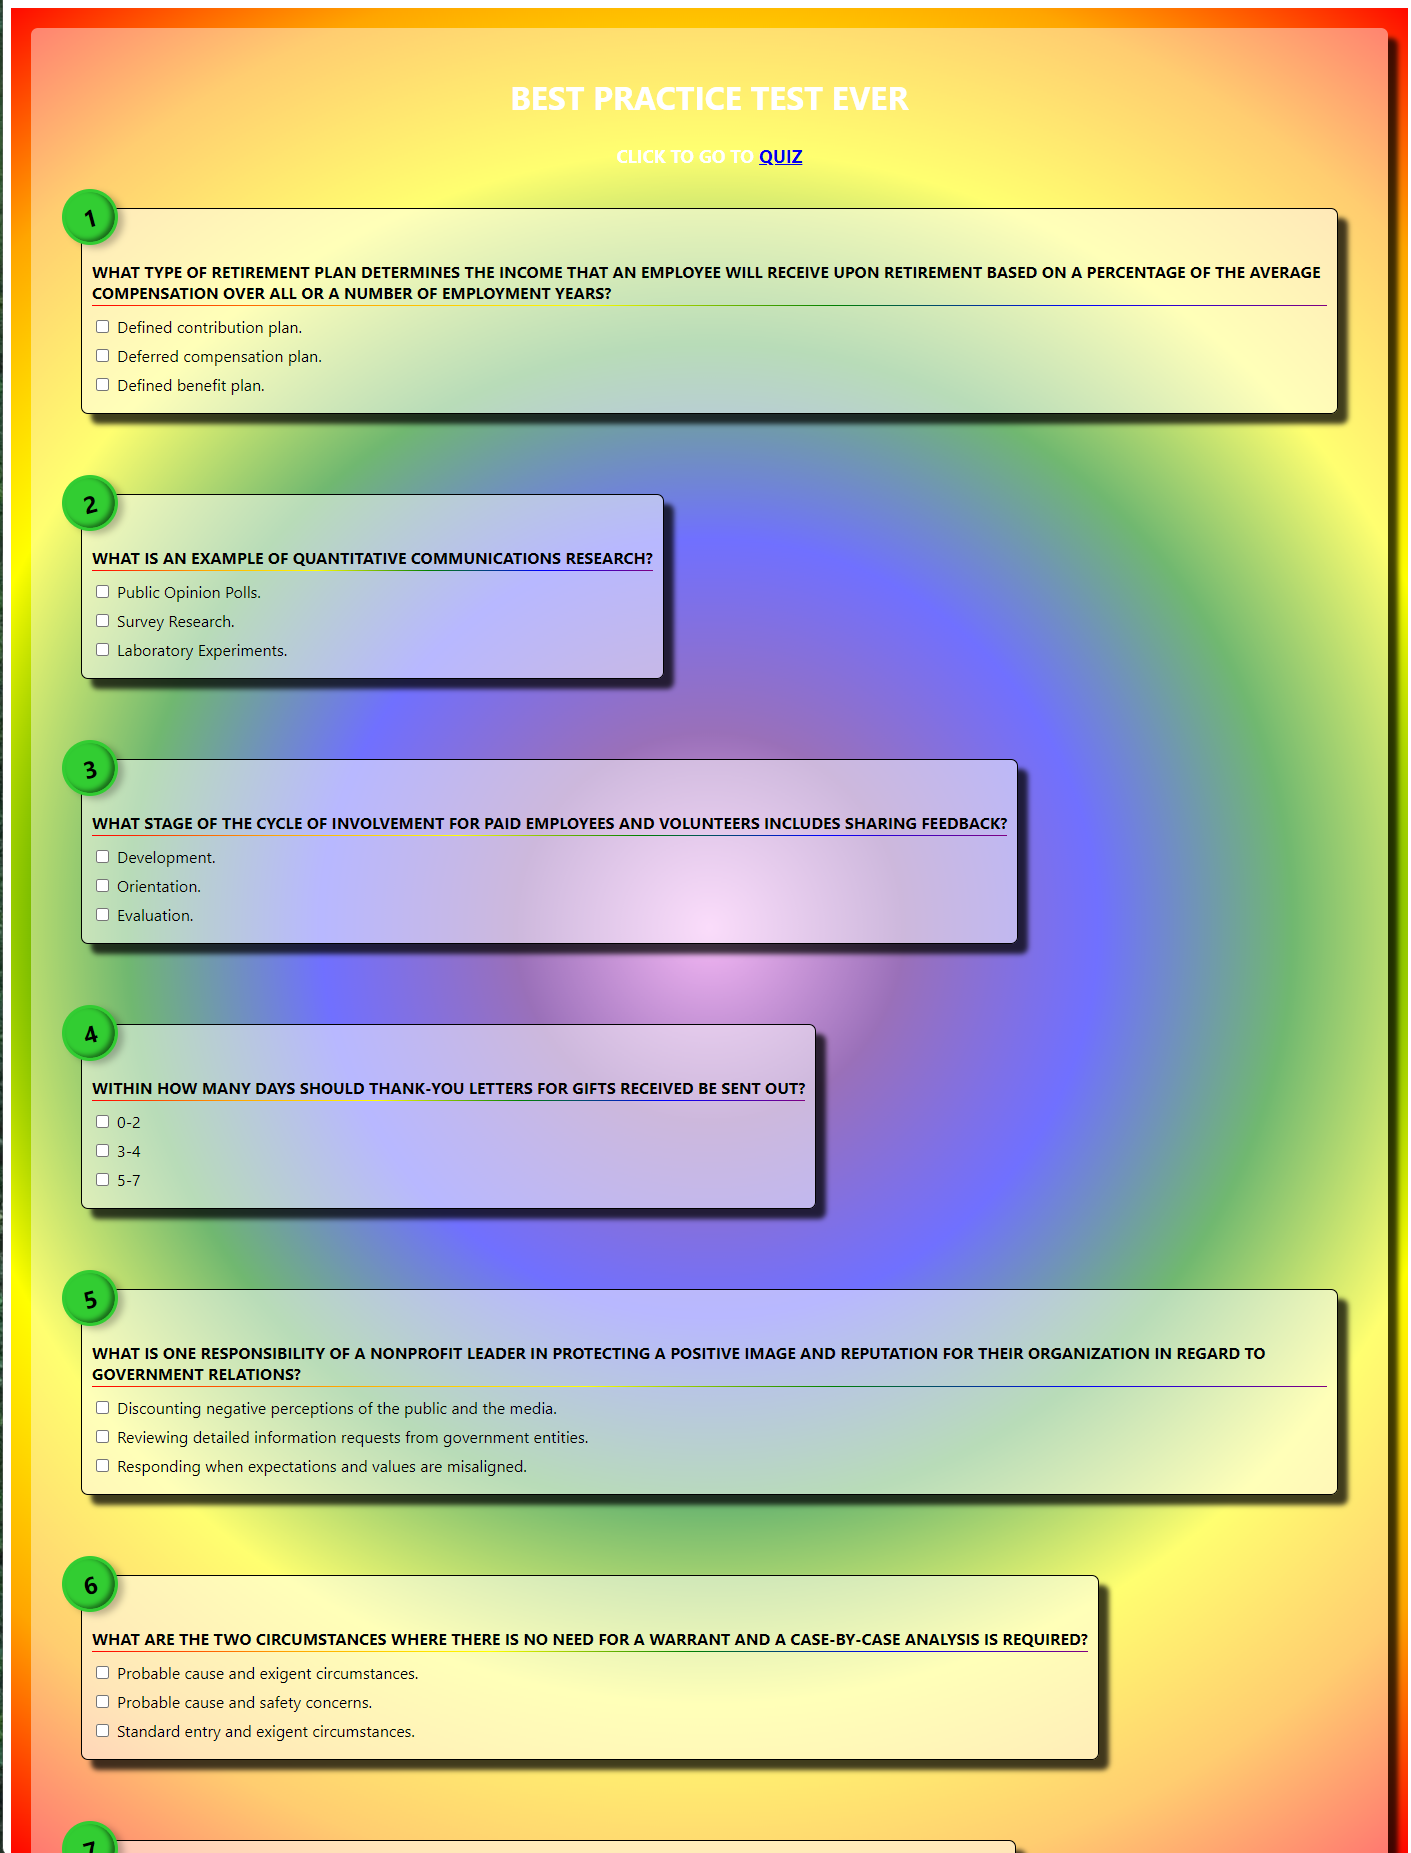 BEST PRACTICE TEST EVER
CLICK TO GO TO QUIZ
1
WHAT TYPE OF RETIREMENT PLAN DETERMINES THE INCOME THAT AN EMPLOYEE WILL RECEIVE UPON RETIREMENT BASED ON A PERCENTAGE OF THE AVERAGE
COMPENSATION OVER ALL OR A NUMBER OF EMPLOYMENT YEARS?
Defined contribution plan.
Deferred compensation plan.
Defined benefit plan.
2
WHAT IS AN EXAMPLE OF QUANTITATIVE COMMUNICATIONS RESEARCH?
Public Opinion Polls.
Survey Research.
Laboratory Experiments.
3
WHAT STAGE OF THE CYCLE OF INVOLVEMENT FOR PAID EMPLOYEES AND VOLUNTEERS INCLUDES SHARING FEEDBACK?
Development.
Orientation.
Evaluation.
4
WITHIN HOW MANY DAYS SHOULD THANK-YOU LETTERS FOR GIFTS RECEIVED BE SENT OUT?
0-2
3-4
5-7
5
WHAT IS ONE RESPONSIBILITY OF A NONPROFIT LEADER IN PROTECTING A POSITIVE IMAGE AND REPUTATION FOR THEIR ORGANIZATION IN REGARD TO
GOVERNMENT RELATIONS?
Discounting negative perceptions of the public and the media.
Reviewing detailed information requests from government entities.
Responding when expectations and values are misaligned.
6
WHAT ARE THE TWO CIRCUMSTANCES WHERE THERE IS NO NEED FOR A WARRANT AND A CASE-BY-CASE ANALYSIS IS REQUIRED?
Probable cause and exigent circumstances.
Probable cause and safety concerns.
Standard entry and exigent circumstances.
7